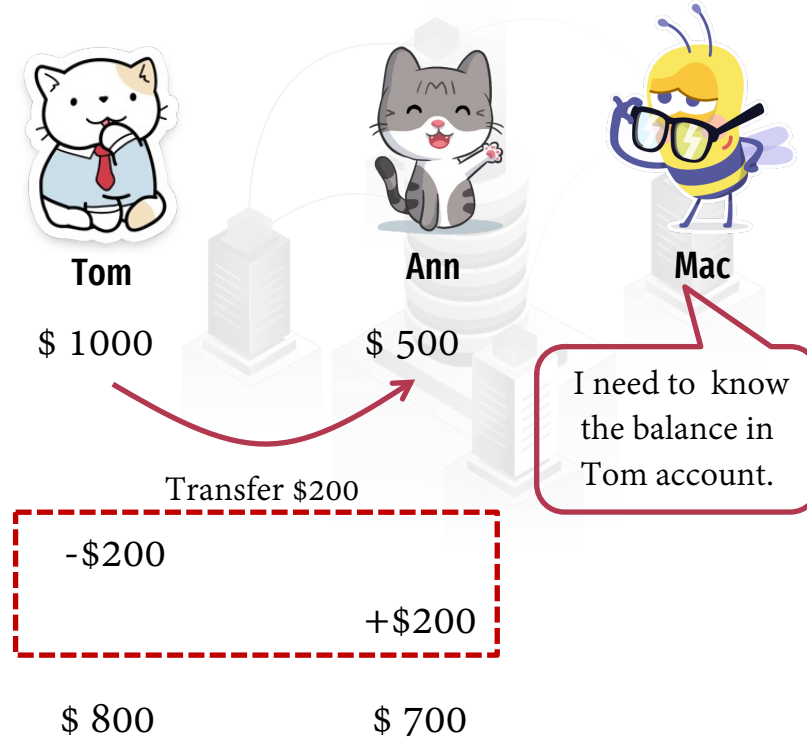 Tom
Ann
Mac
$ 1000
$ 500
I need to know
the balance in
Tom account.
Transfer $200
-$200
+$200
$ 800
$ 700